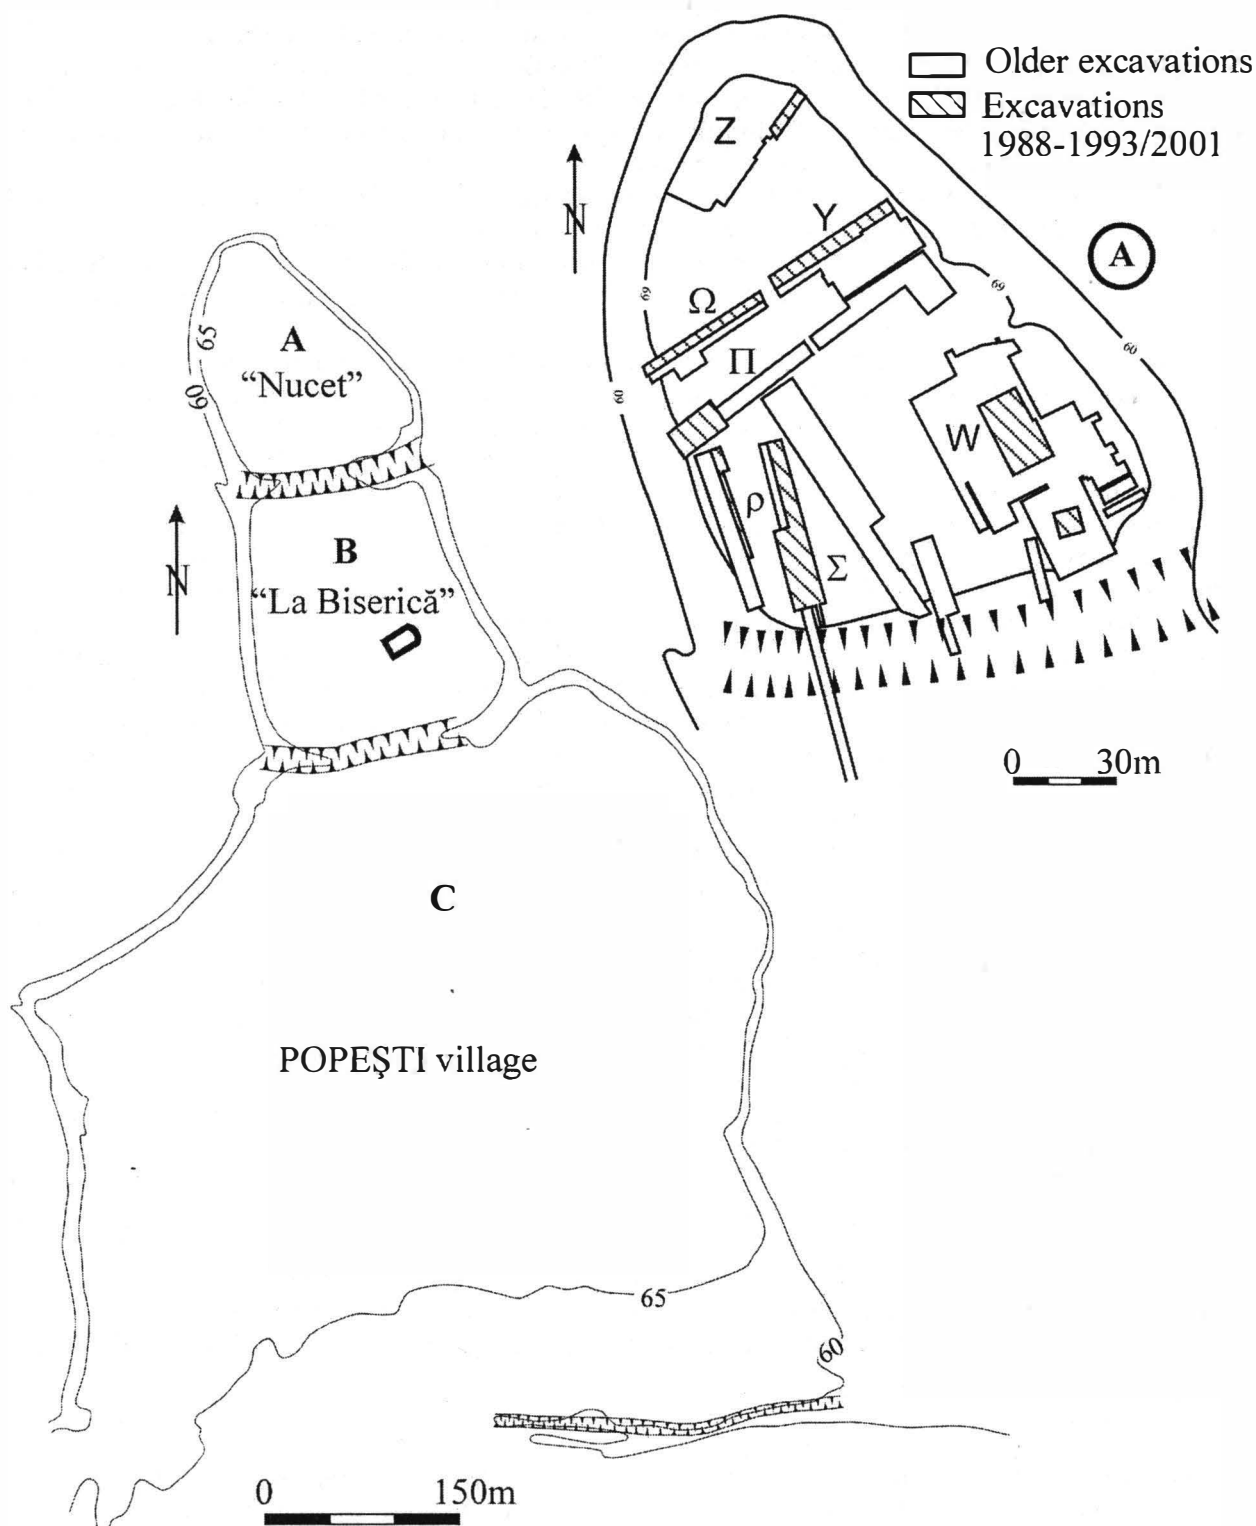 Older excavations
Excavations
1988-1993/2001
Z
N
Y
A
Ω
69
69
60
60
Π
W
ρ
Σ
0 30m
65
60
A
“Nucet”
N
B
“La Biserică”
C
POPEŞTI village
65
60
0 150m